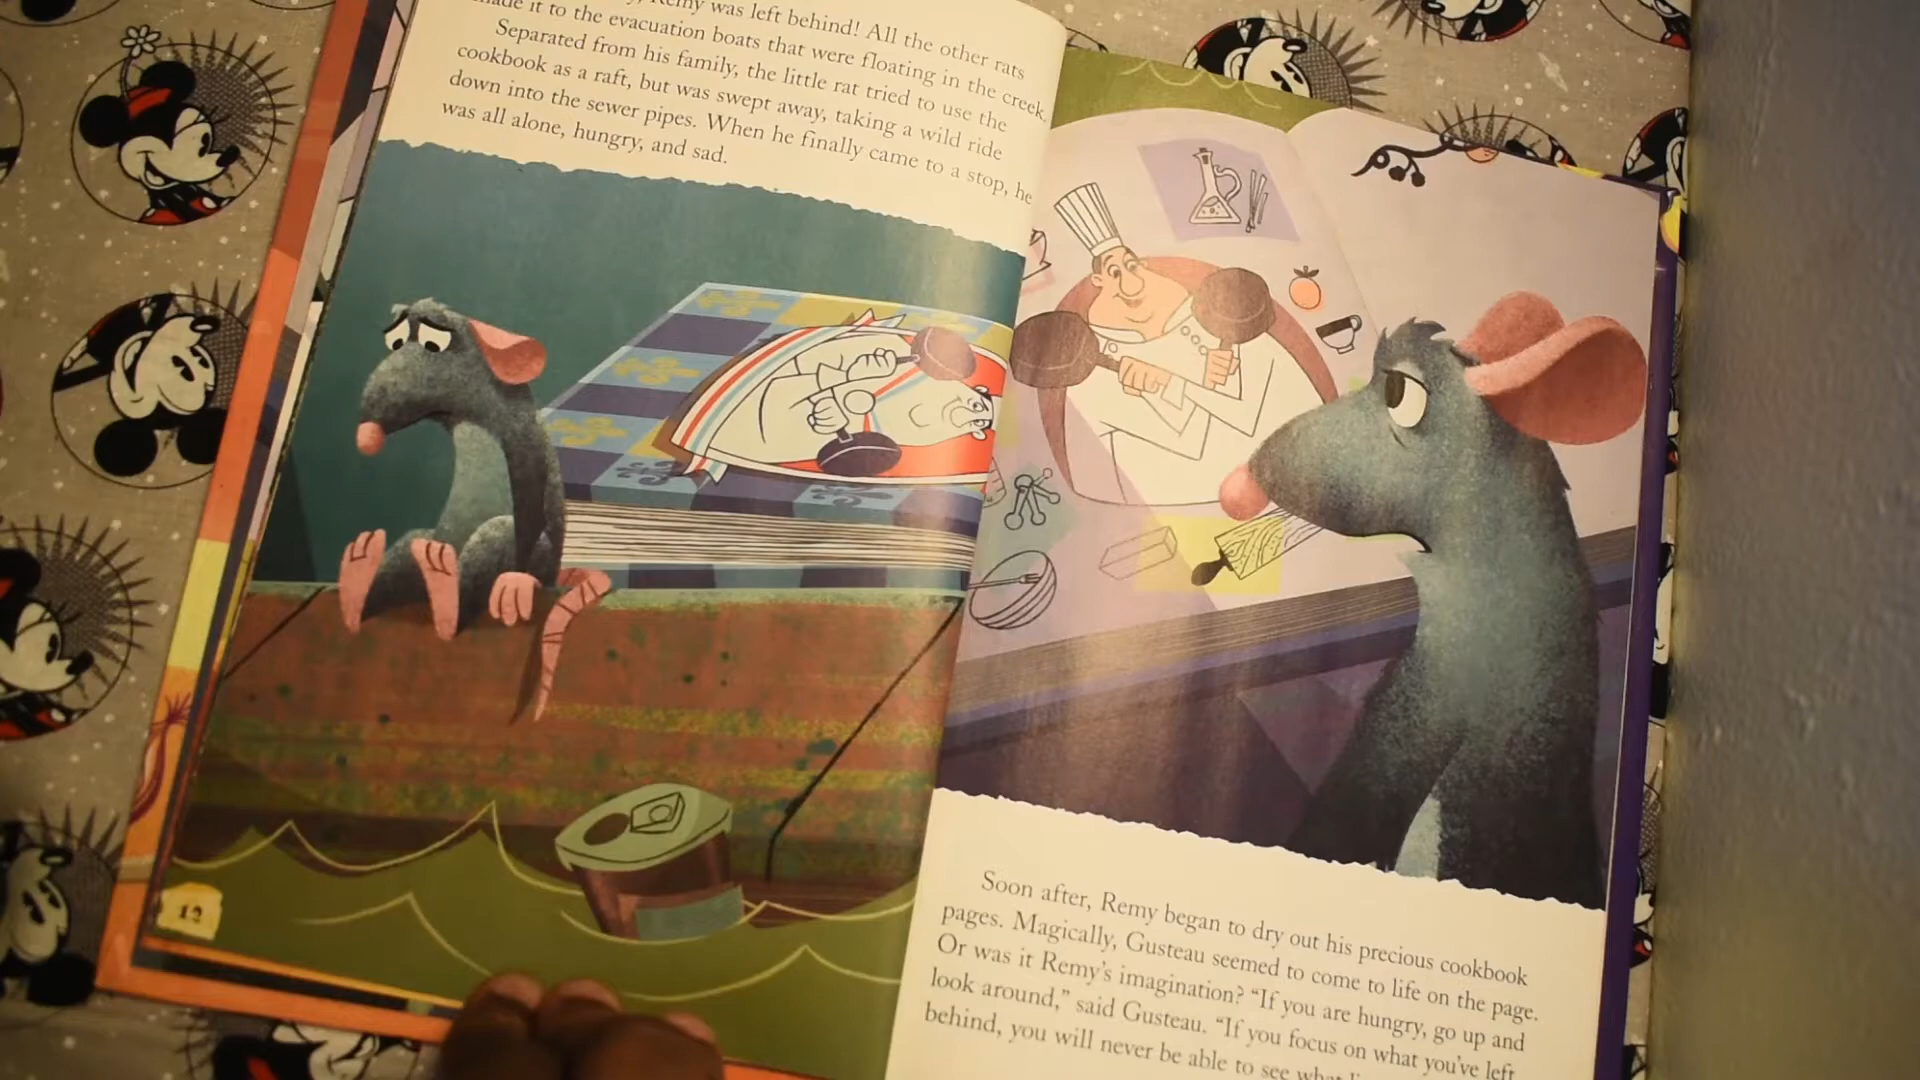 Remy was left behind! All the other rats
made it to the evacuation boats that were floating in the creek.
Separated from his family, the little rat tried to use the
cookbook as a raft, but was swept away, taking a wild ride
down into the sewer pipes. When he finally came to a stop, he
was all alone, hungry, and sad.
12
Soon after, Remy began to dry out his precious cookbook
pages. Magically, Gusteau seemed to come to life on the page.
Or was it Remy's imagination? “If you are hungry, go up and
look around,” said Gusteau. “If you focus on what you've left
behind, you will never be able to see what